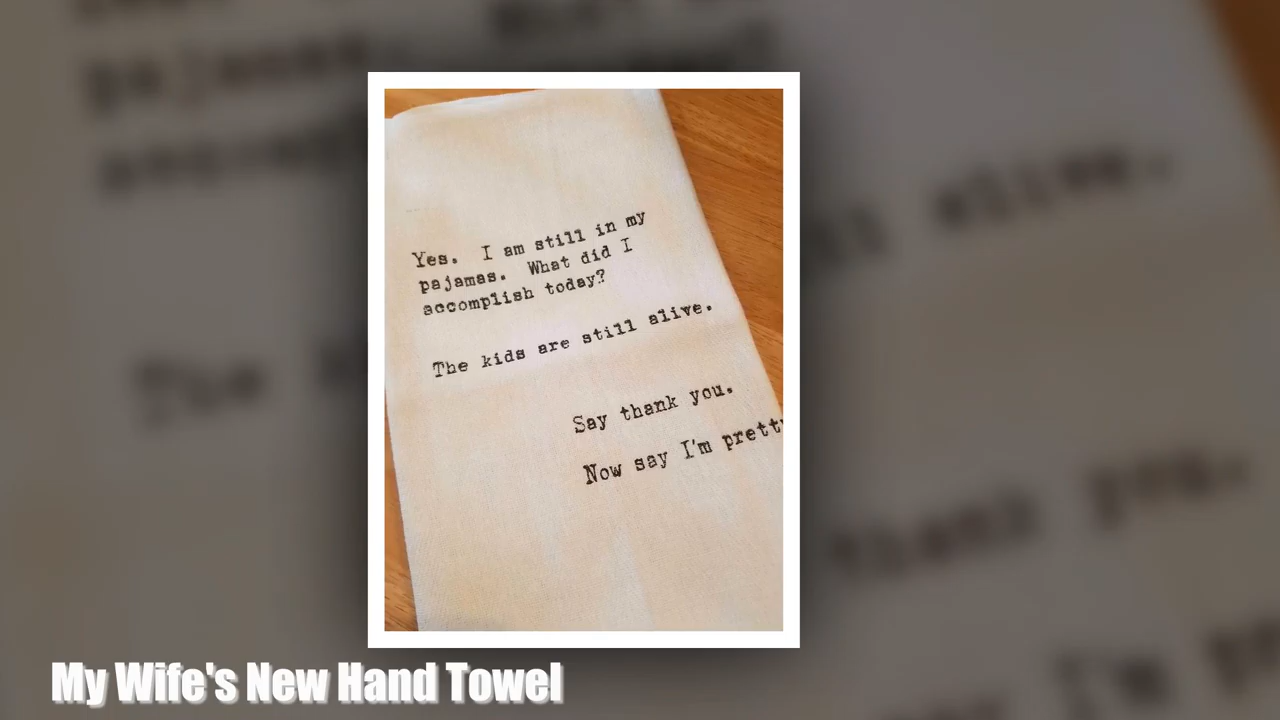 Yes. I am still in my
pajamas. What did I
accomplish today?
The kids are still alive.
Say thank you.
Now say I'm pretty
My Wife's New Hand Towel